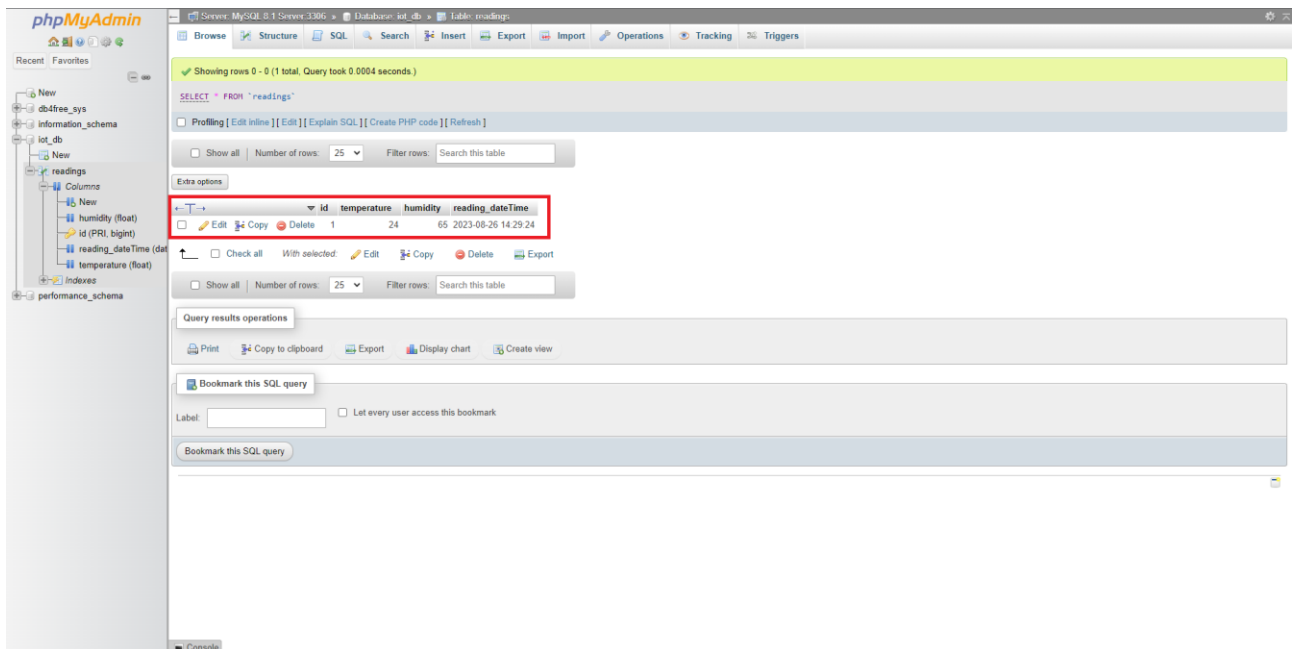 phpMyAdmin
Recent Favorites
New
db4free_sys
information_schema
iot_db
New
readings
Columns
New
humidity (float)
id (PRI, bigint)
reading_dateTime (dat
temperature (float)
Indexes
performance_schema
Server: MySQL 8.1 Server:3306 » Database: iot_db » Table: readings
Browse Structure SQL Search Insert Export Import Operations Tracking Triggers
Showing rows 0 - 0 (1 total, Query took 0.0004 seconds.)
SELECT * FROM `readings`
Profiling [ Edit inline ] [ Edit ] [ Explain SQL ] [ Create PHP code ] [ Refresh ]
Show all Number of rows: 25 Filter rows: Search this table
Extra options
id temperature humidity reading_dateTime
Edit Copy Delete 1 24 65 2023-08-26 14:29:24
Check all With selected: Edit Copy Delete Export
Show all Number of rows: 25 Filter rows: Search this table
Query results operations
Print Copy to clipboard Export Display chart Create view
Bookmark this SQL query
Label: Let every user access this bookmark
Bookmark this SQL query
Console